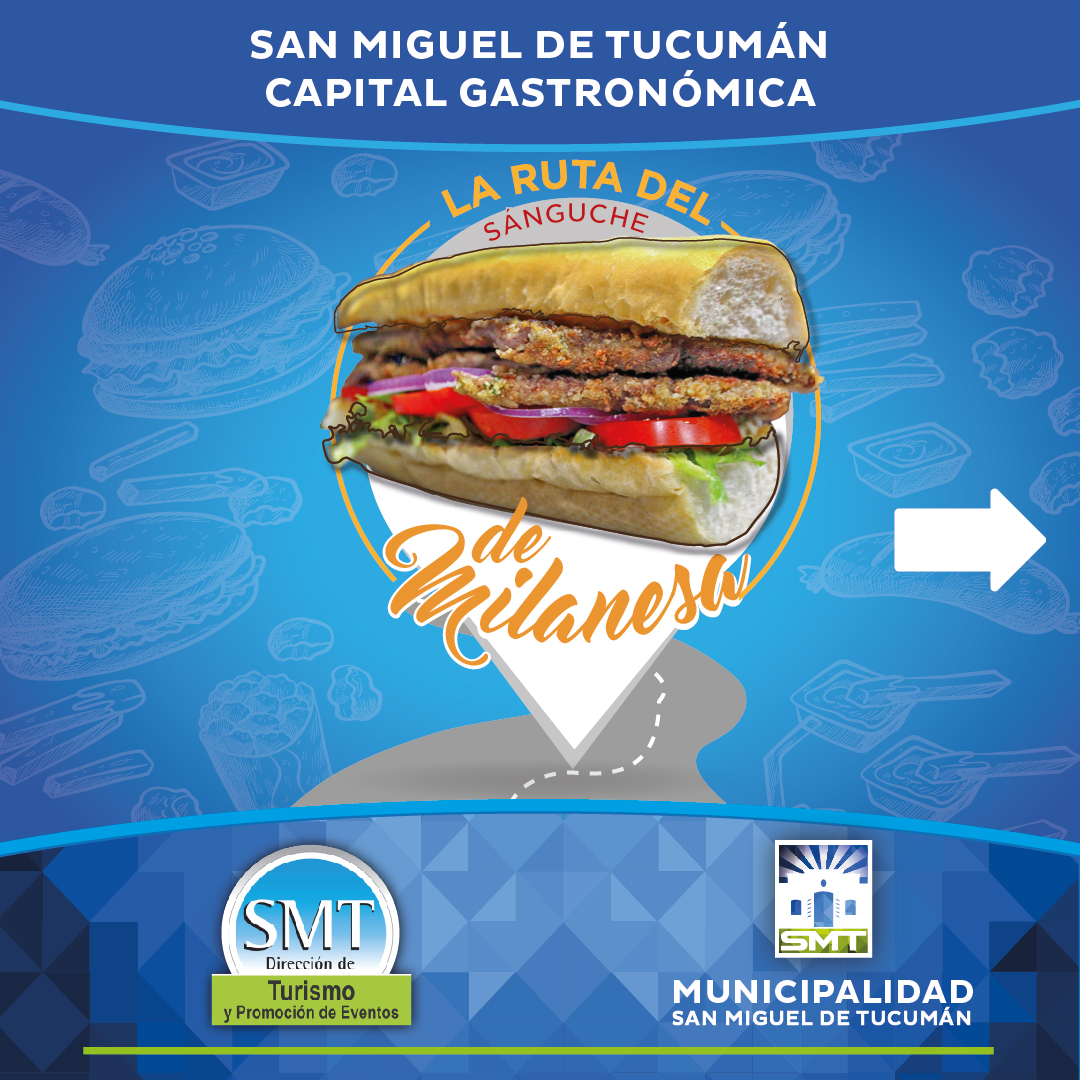 SAN MIGUEL DE TUCUMÁN
CAPITAL GASTRONÓMICA
LA RUTA DEL
SÁNGUCHE
de
Milanesa
SMT
Dirección de
Turismo
y Promoción de Eventos
SMT
MUNICIPALIDAD
SAN MIGUEL DE TUCUMÁN